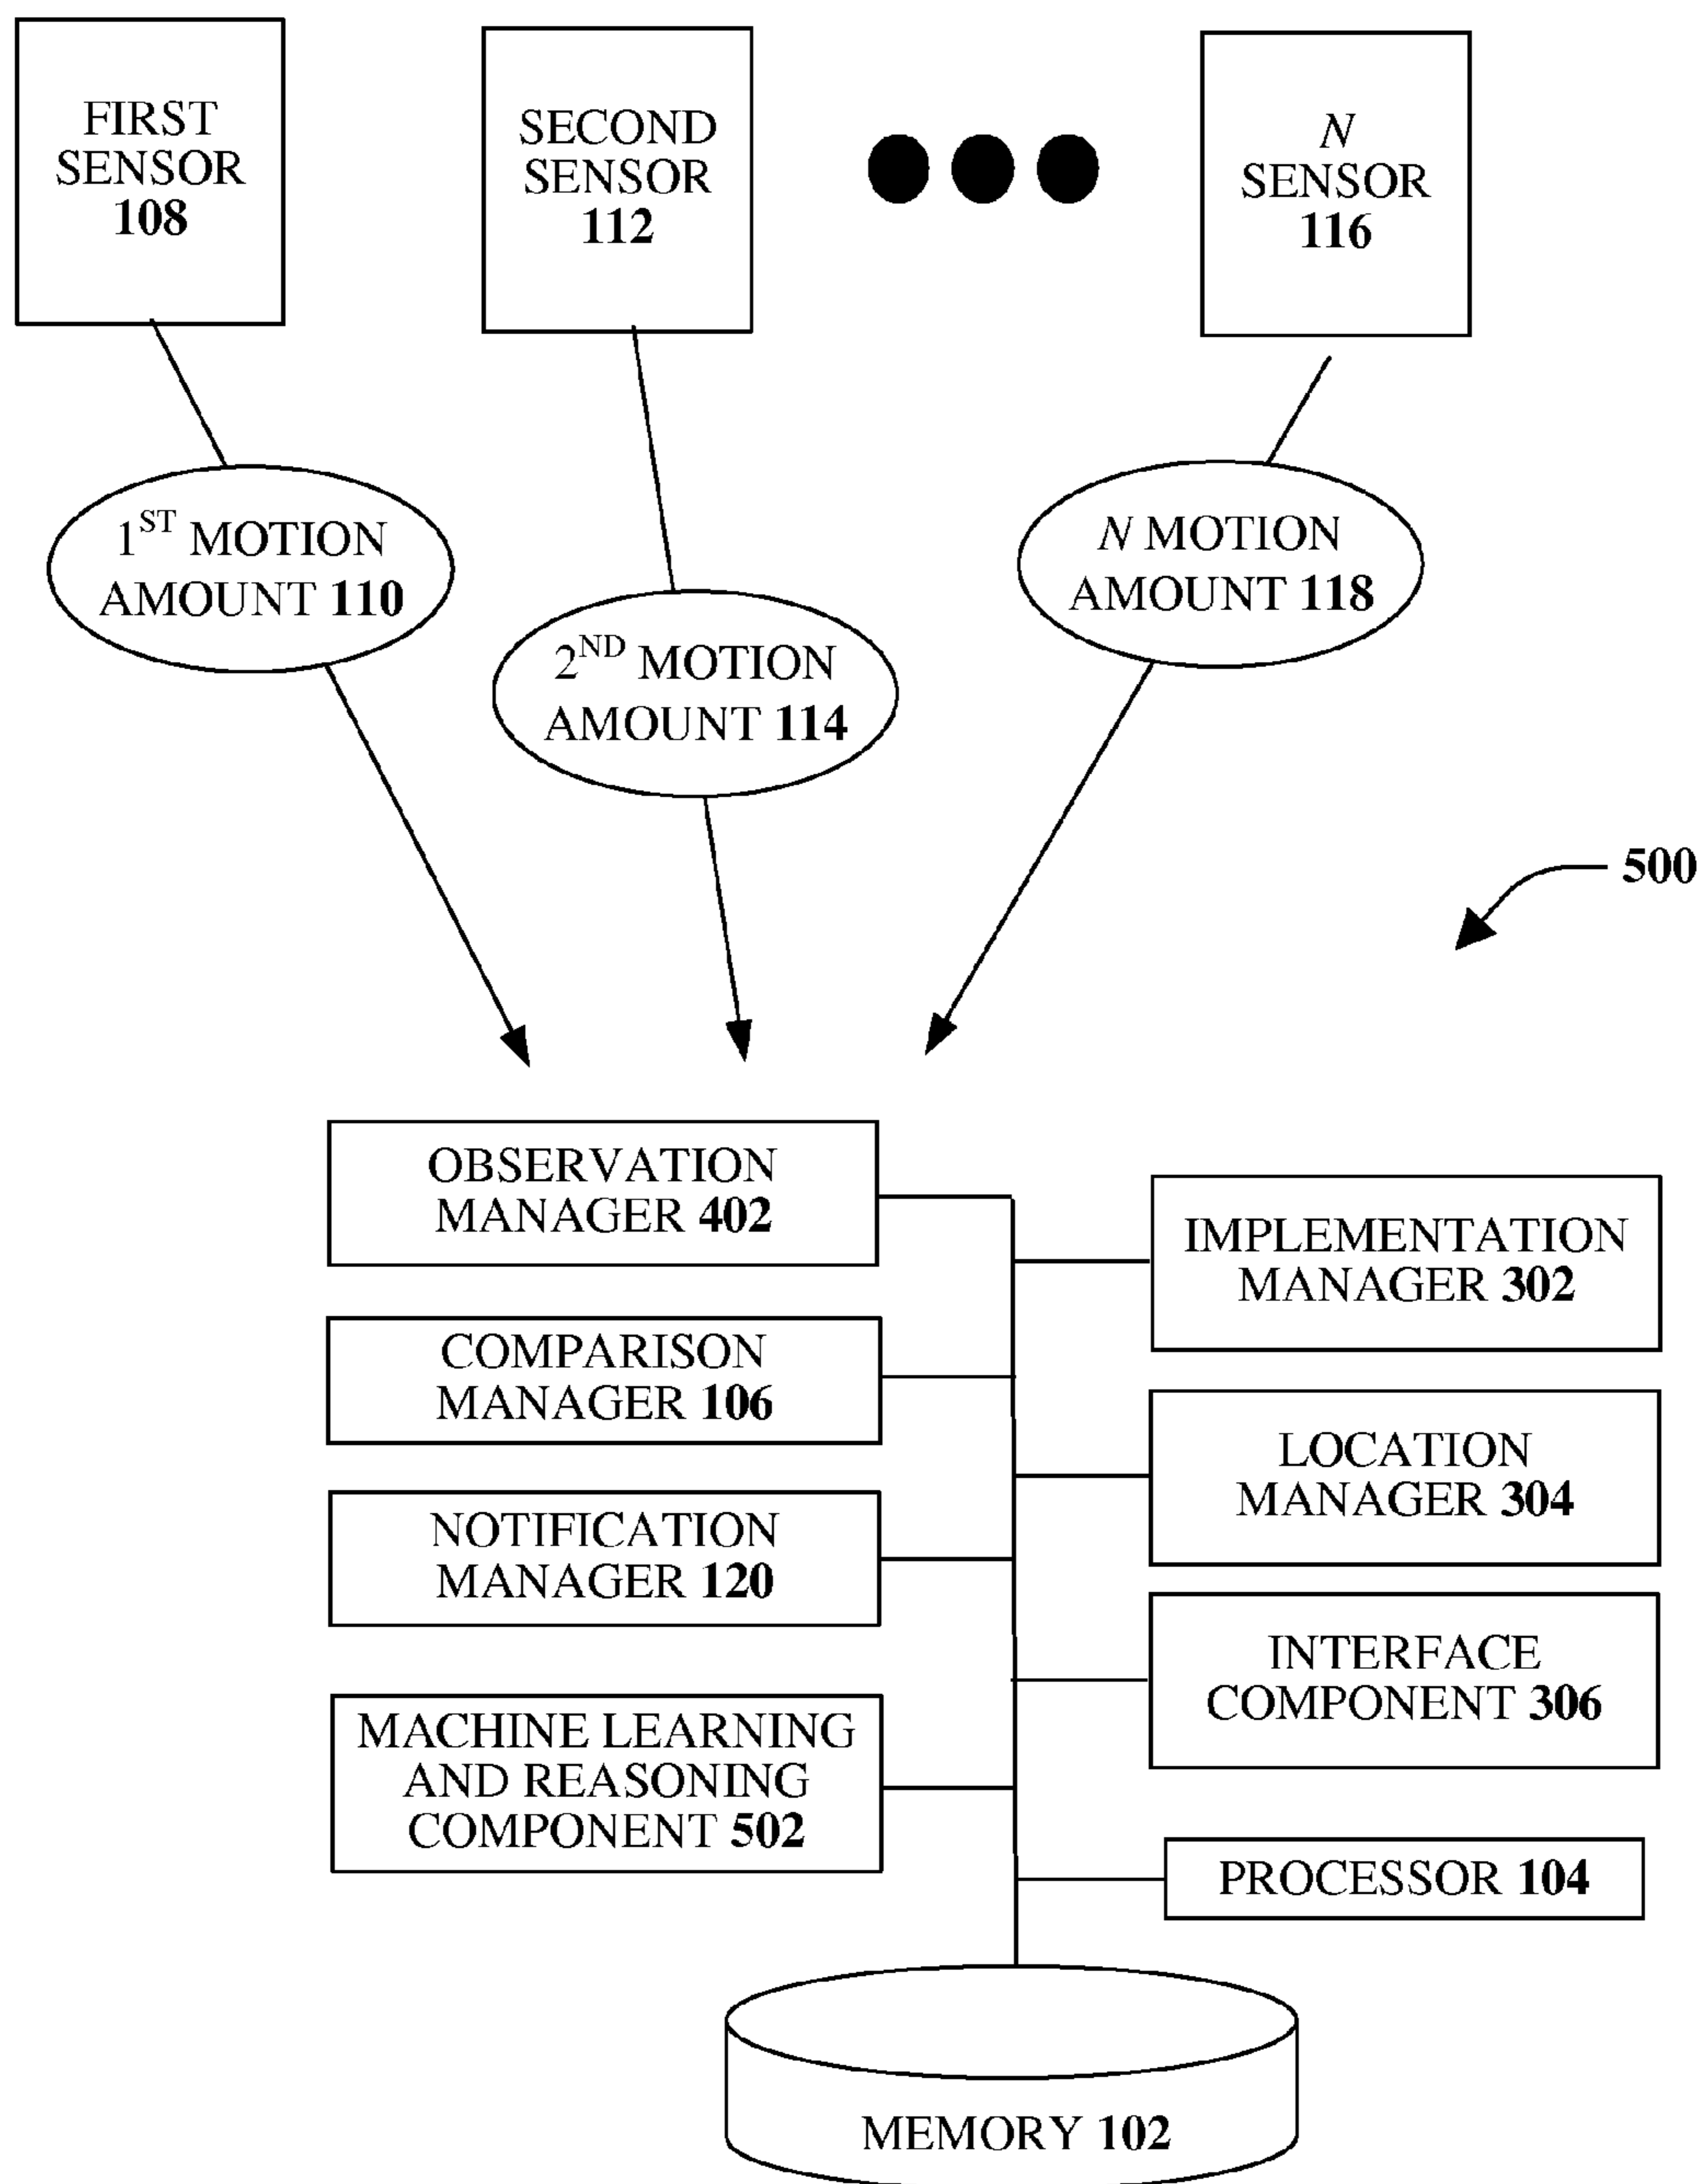 FIRST
SENSOR
108
SECOND
SENSOR
112
N
SENSOR
116
1ST MOTION
AMOUNT 110
2ND MOTION
AMOUNT 114
N MOTION
AMOUNT 118
500
OBSERVATION
MANAGER 402
IMPLEMENTATION
MANAGER 302
COMPARISON
MANAGER 106
LOCATION
MANAGER 304
NOTIFICATION
MANAGER 120
INTERFACE
COMPONENT 306
MACHINE LEARNING
AND REASONING
COMPONENT 502
PROCESSOR 104
MEMORY 102